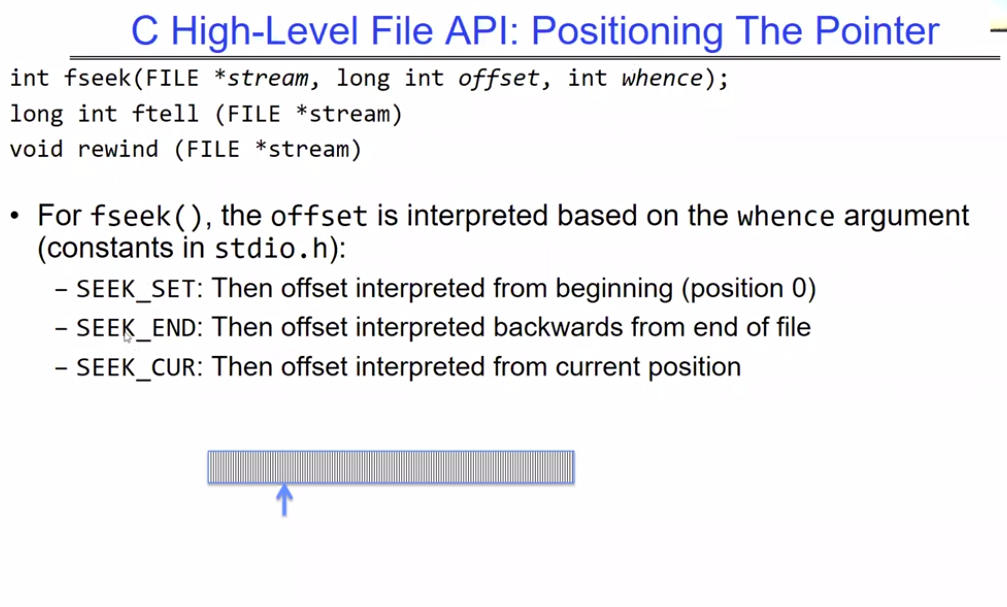 C High-Level File API: Positioning The Pointer
int fseek(FILE *stream, long int offset, int whence);
long int ftell (FILE *stream)
void rewind (FILE *stream)
• For fseek(), the offset is interpreted based on the whence argument
(constants in stdio.h):
– SEEK_SET: Then offset interpreted from beginning (position 0)
– SEEK_END: Then offset interpreted backwards from end of file
– SEEK_CUR: Then offset interpreted from current position